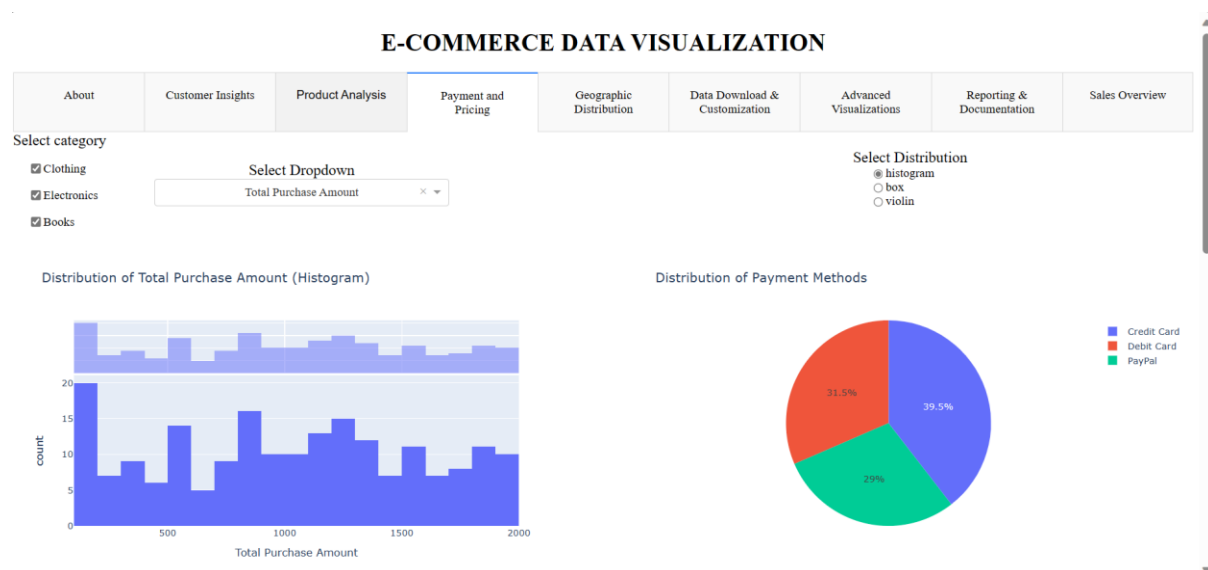 E-COMMERCE DATA VISUALIZATION
About
Customer Insights
Product Analysis
Payment and
Pricing
Geographic
Distribution
Data Download &
Customization
Advanced
Visualizations
Reporting &
Documentation
Sales Overview
Select category
Clothing
Electronics
Books
Select Dropdown
Total Purchase Amount
×
Select Distribution
histogram
box
violin
Distribution of Total Purchase Amount (Histogram)
20
15
10
5
0
count
500
1000
1500
2000
Total Purchase Amount
Distribution of Payment Methods
31.5%
39.5%
29%
Credit Card
Debit Card
PayPal